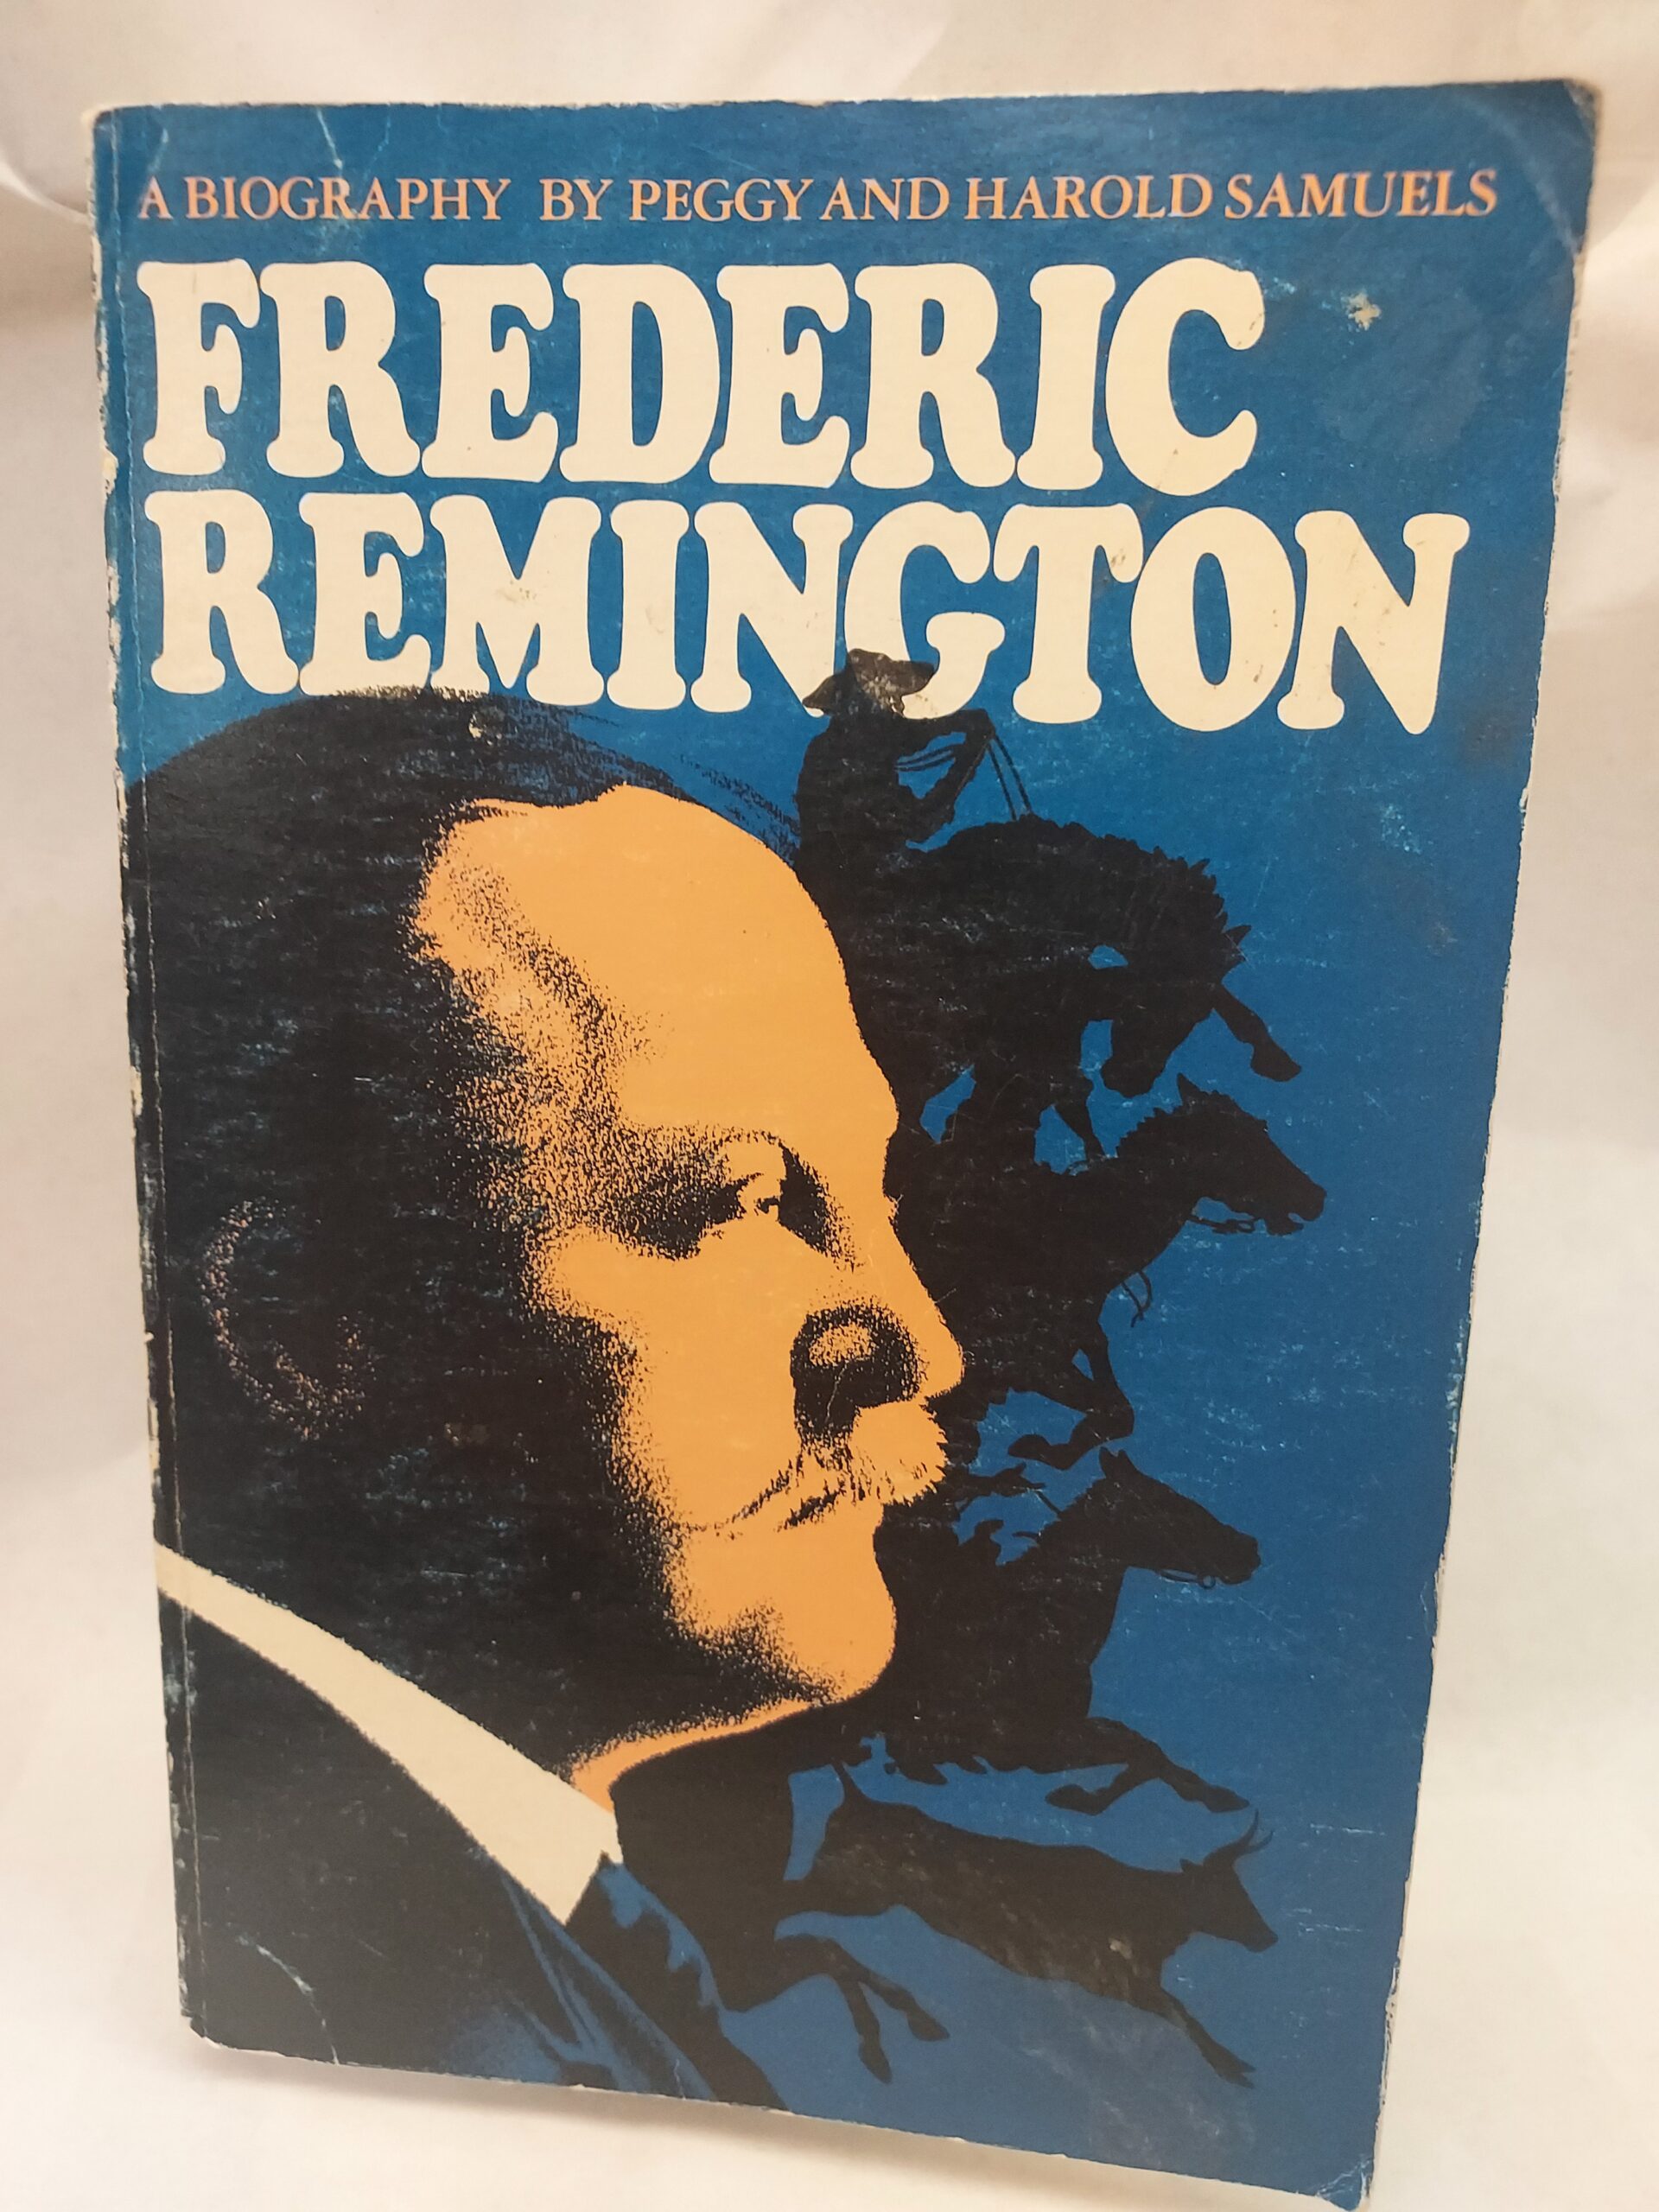 A BIOGRAPHY BY PEGGY AND HAROLD SAMUELS
FREDERIC
REMINGTON